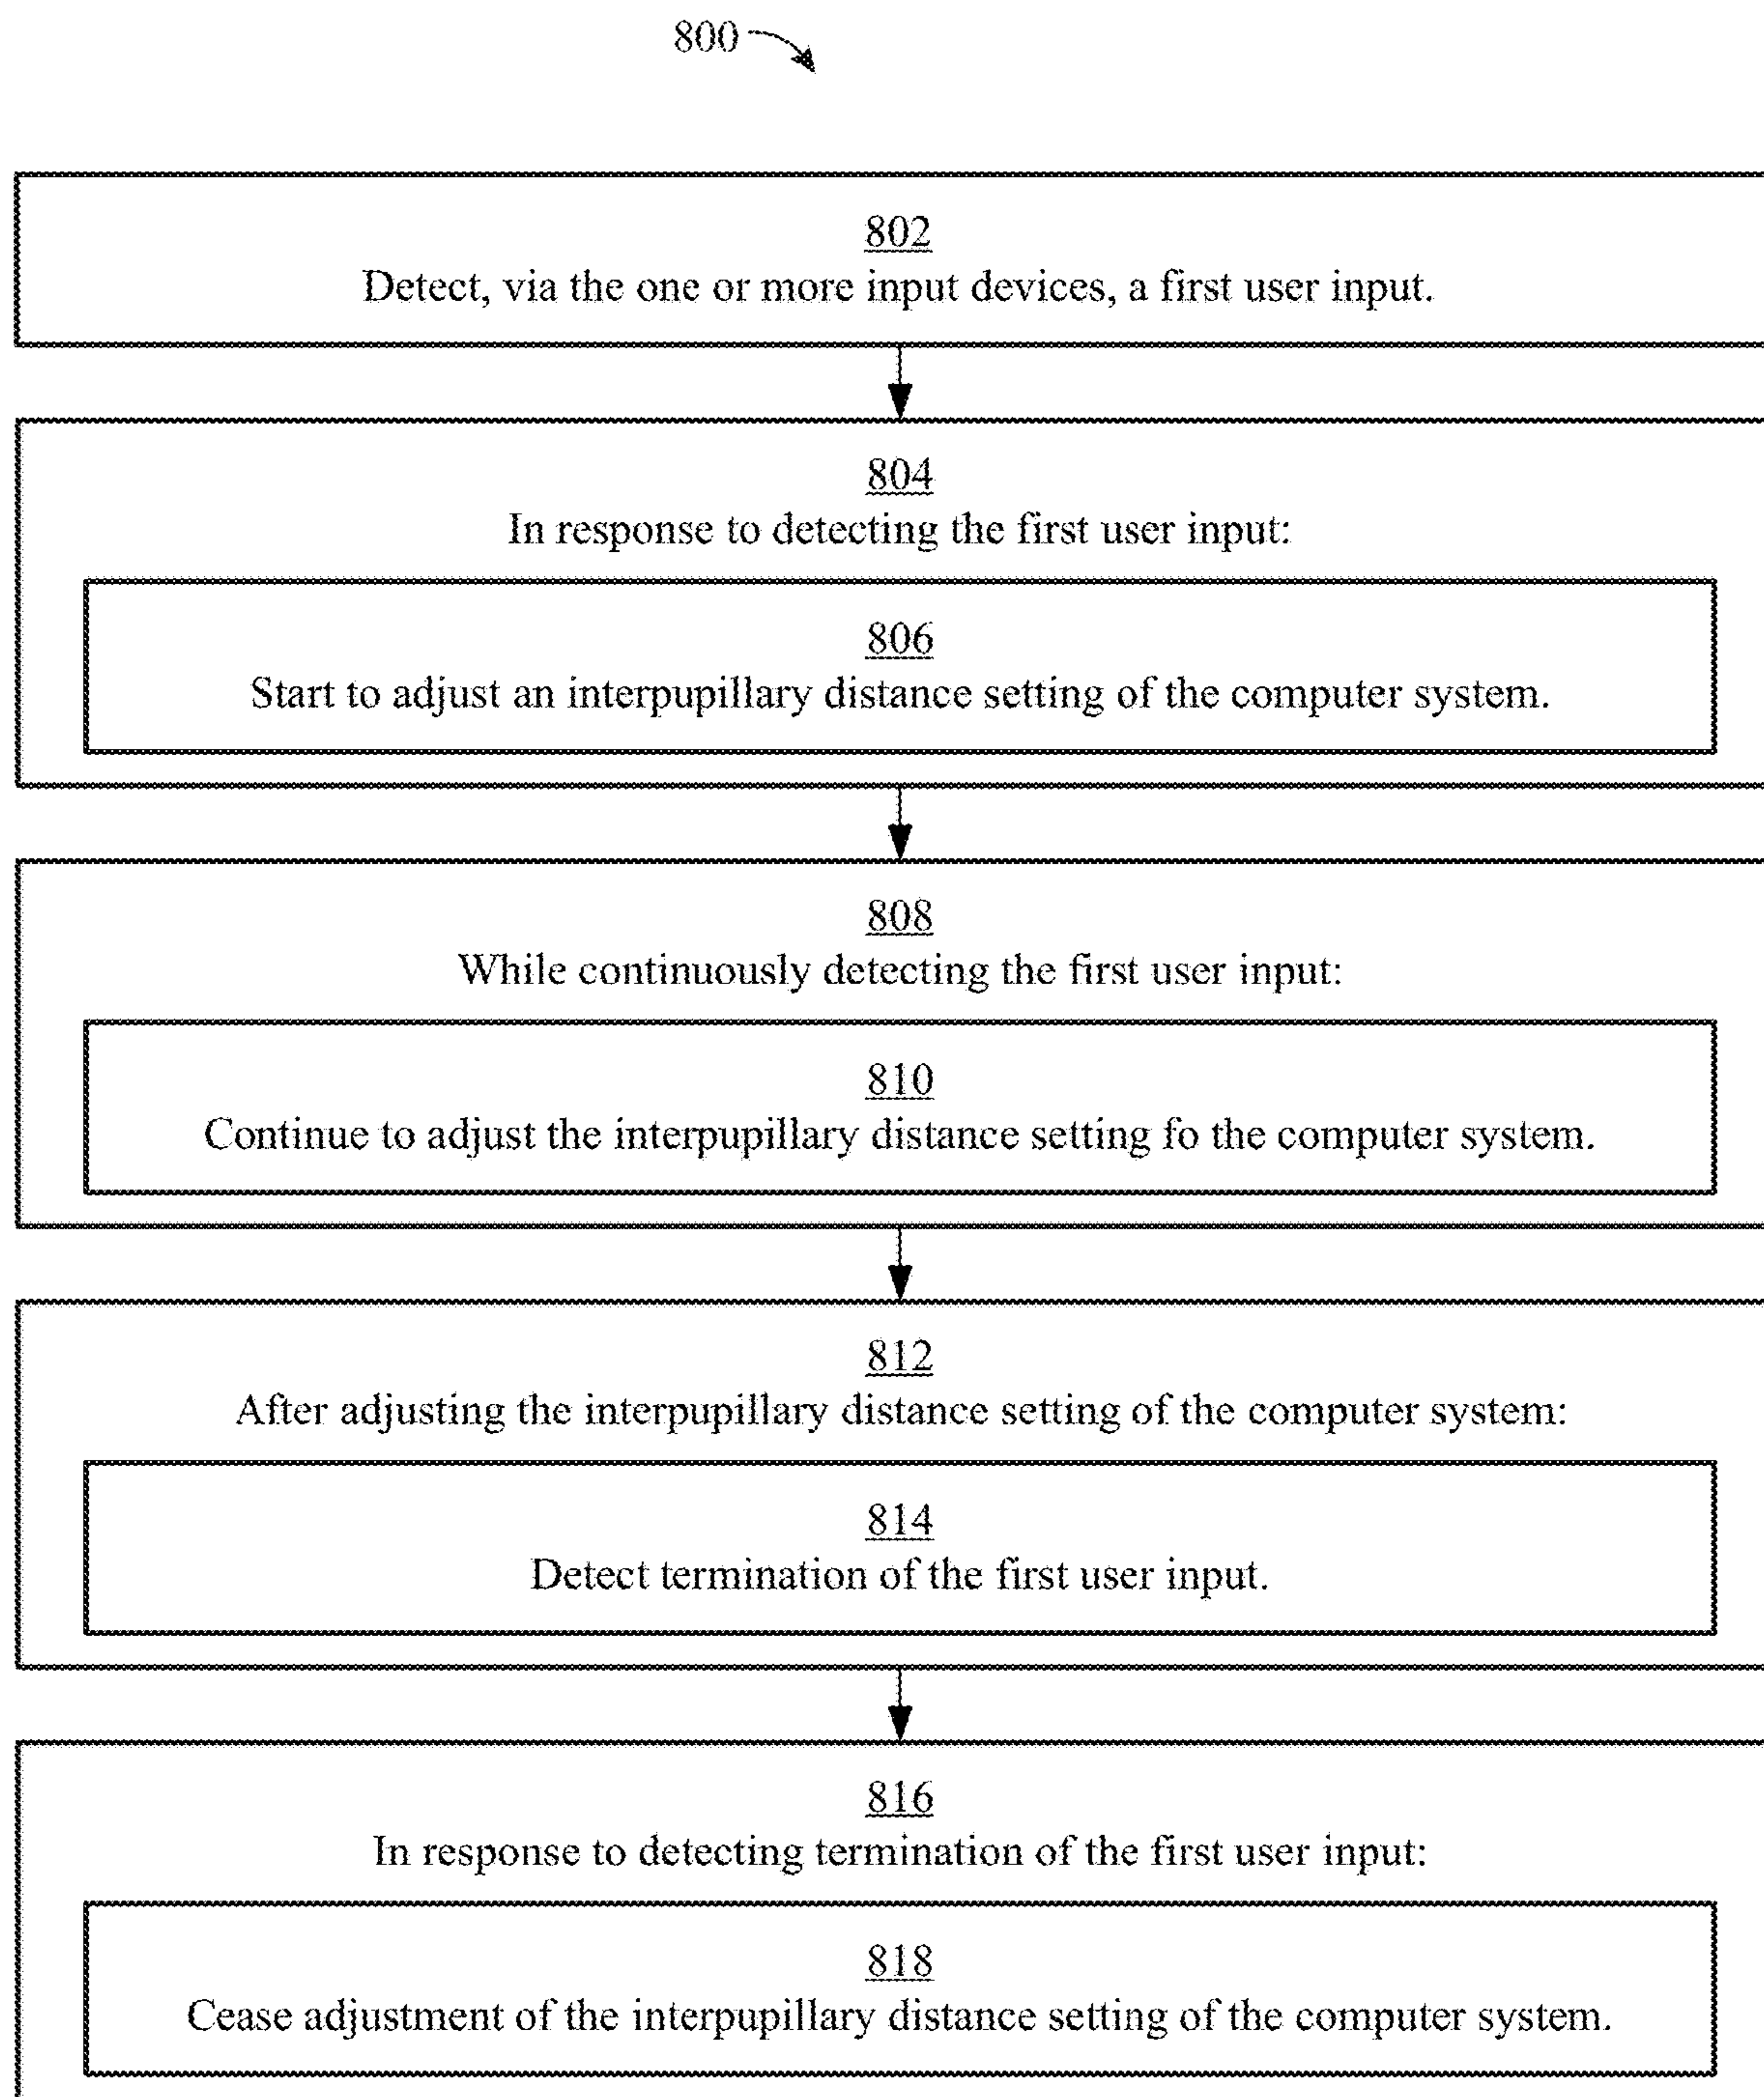 800
802
Detect, via the one or more input devices, a first user input.
804
In response to detecting the first user input:
806
Start to adjust an interpupillary distance setting of the computer system.
808
While continuously detecting the first user input:
810
Continue to adjust the interpupillary distance setting fo the computer system.
812
After adjusting the interpupillary distance setting of the computer system:
814
Detect termination of the first user input.
816
In response to detecting termination of the first user input:
818
Cease adjustment of the interpupillary distance setting of the computer system.